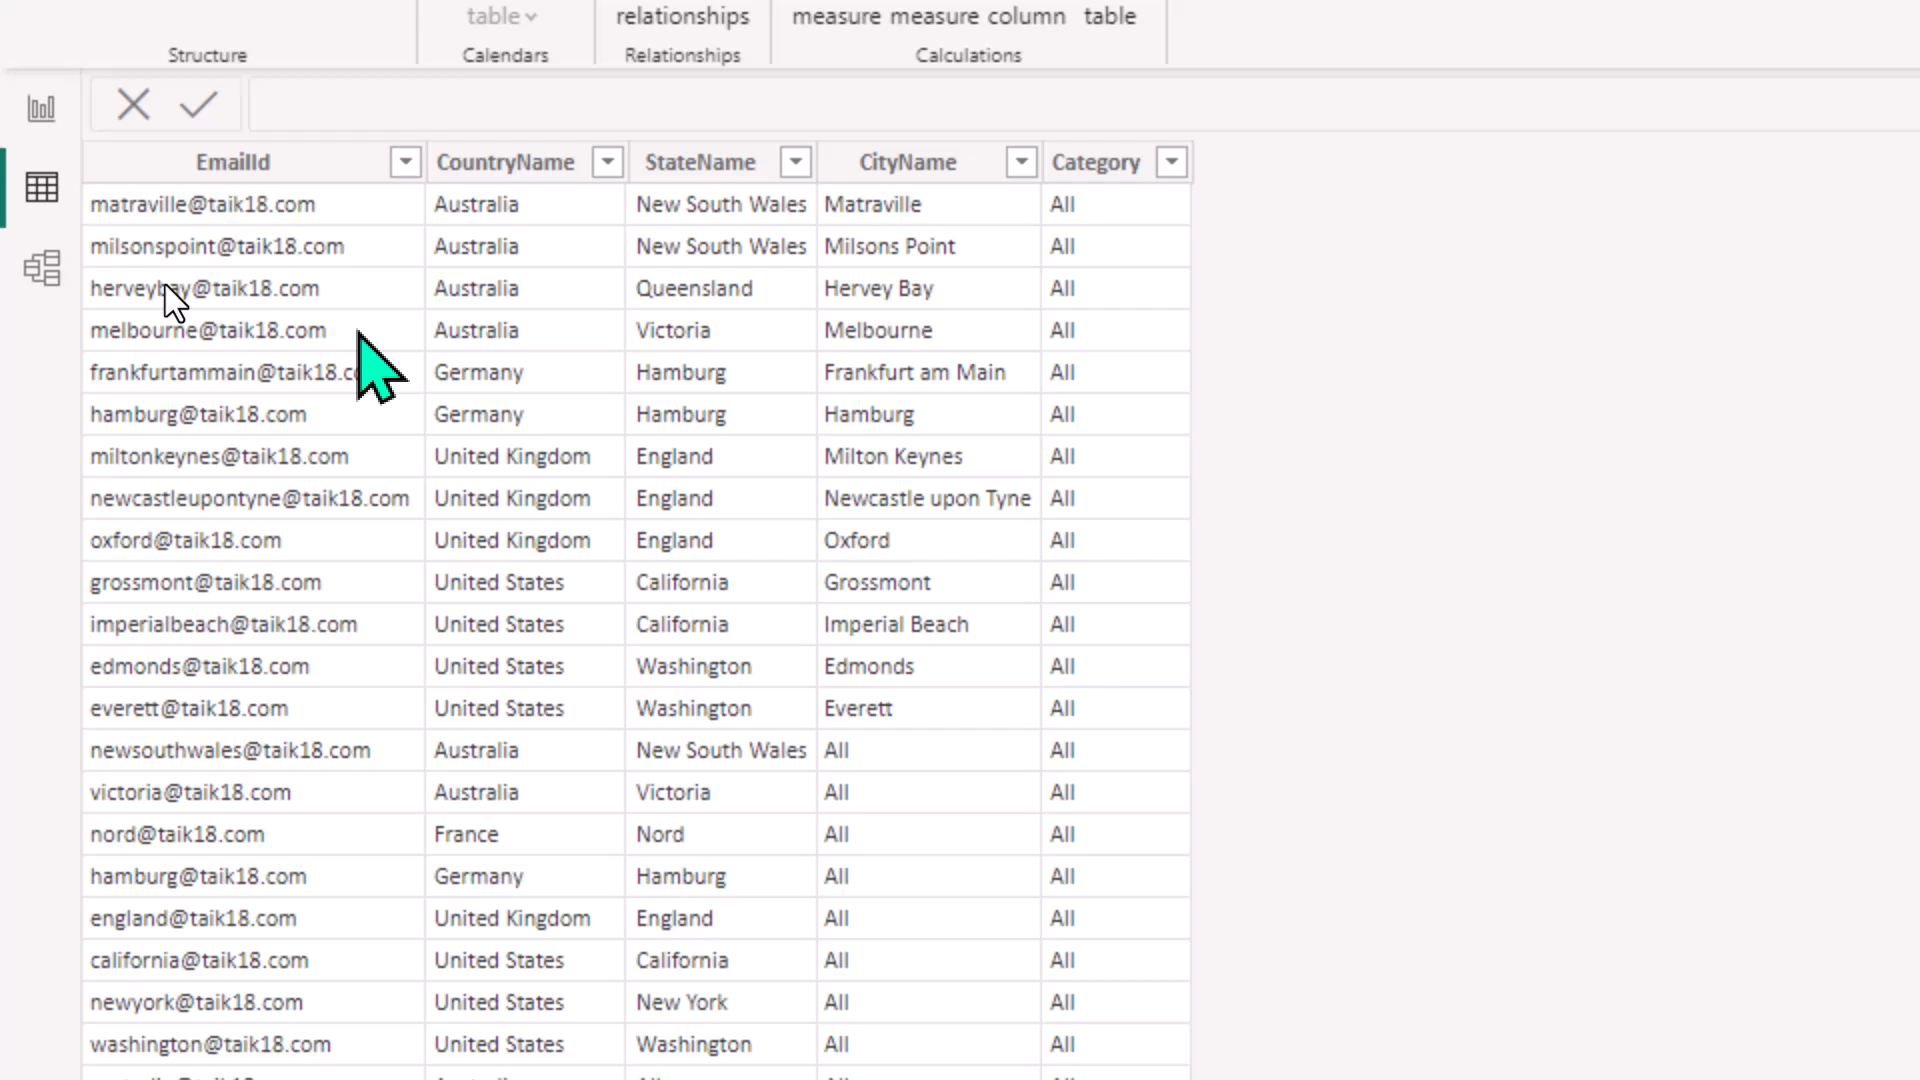 table relationships measure measure column table
Structure Calendars Relationships Calculations
EmailId CountryName StateName CityName Category
matraville@taik18.com Australia New South Wales Matraville All
milsonspoint@taik18.com Australia New South Wales Milsons Point All
herveybay@taik18.com Australia Queensland Hervey Bay All
melbourne@taik18.com Australia Victoria Melbourne All
frankfurtammain@taik18.co Germany Hamburg Frankfurt am Main All
hamburg@taik18.com Germany Hamburg Hamburg All
miltonkeynes@taik18.com United Kingdom England Milton Keynes All
newcastleupontyne@taik18.com United Kingdom England Newcastle upon Tyne All
oxford@taik18.com United Kingdom England Oxford All
grossmont@taik18.com United States California Grossmont All
imperialbeach@taik18.com United States California Imperial Beach All
edmonds@taik18.com United States Washington Edmonds All
everett@taik18.com United States Washington Everett All
newsouthwales@taik18.com Australia New South Wales All All
victoria@taik18.com Australia Victoria All All
nord@taik18.com France Nord All All
hamburg@taik18.com Germany Hamburg All All
england@taik18.com United Kingdom England All All
california@taik18.com United States California All All
newyork@taik18.com United States New York All All
washington@taik18.com United States Washington All All